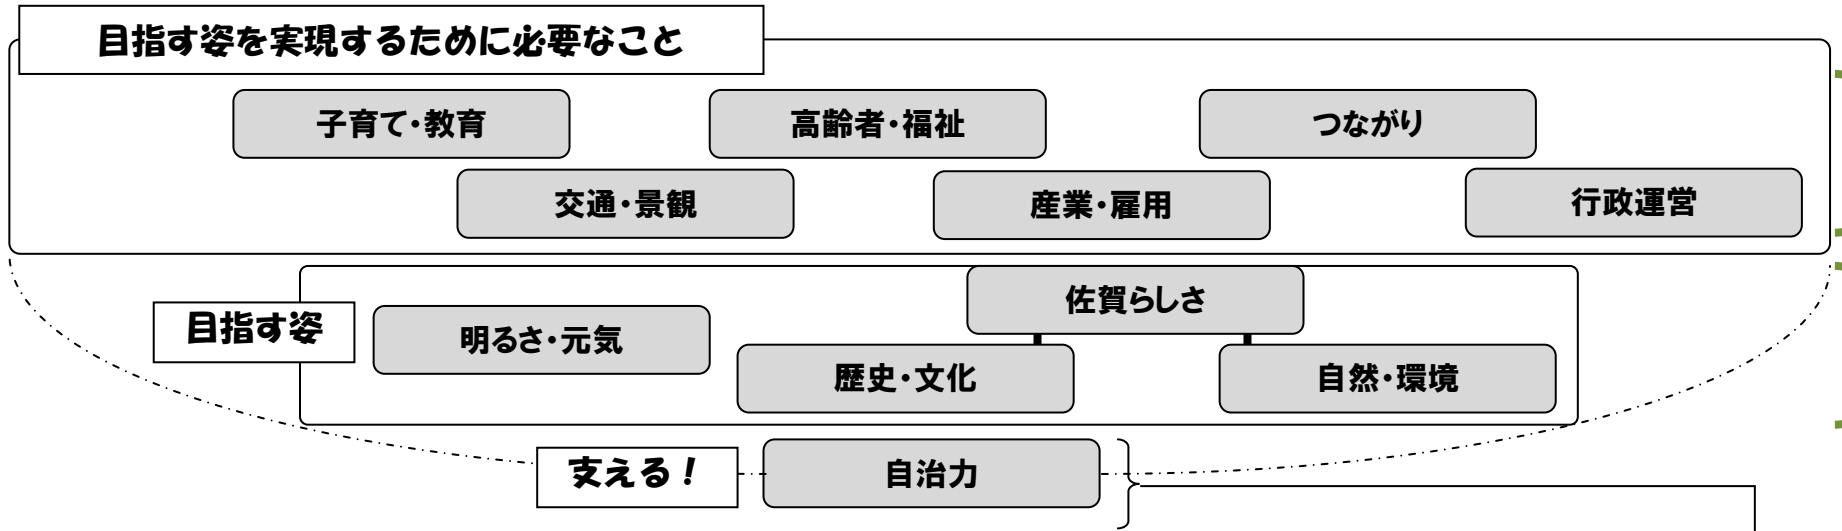 目指す姿を実現するために必要なこと
子育て・教育
高齢者・福祉
つながり
交通・景観
産業・雇用
行政運営
目指す姿
明るさ・元気
佐賀らしさ
歴史・文化
自然・環境
支える！
自治力